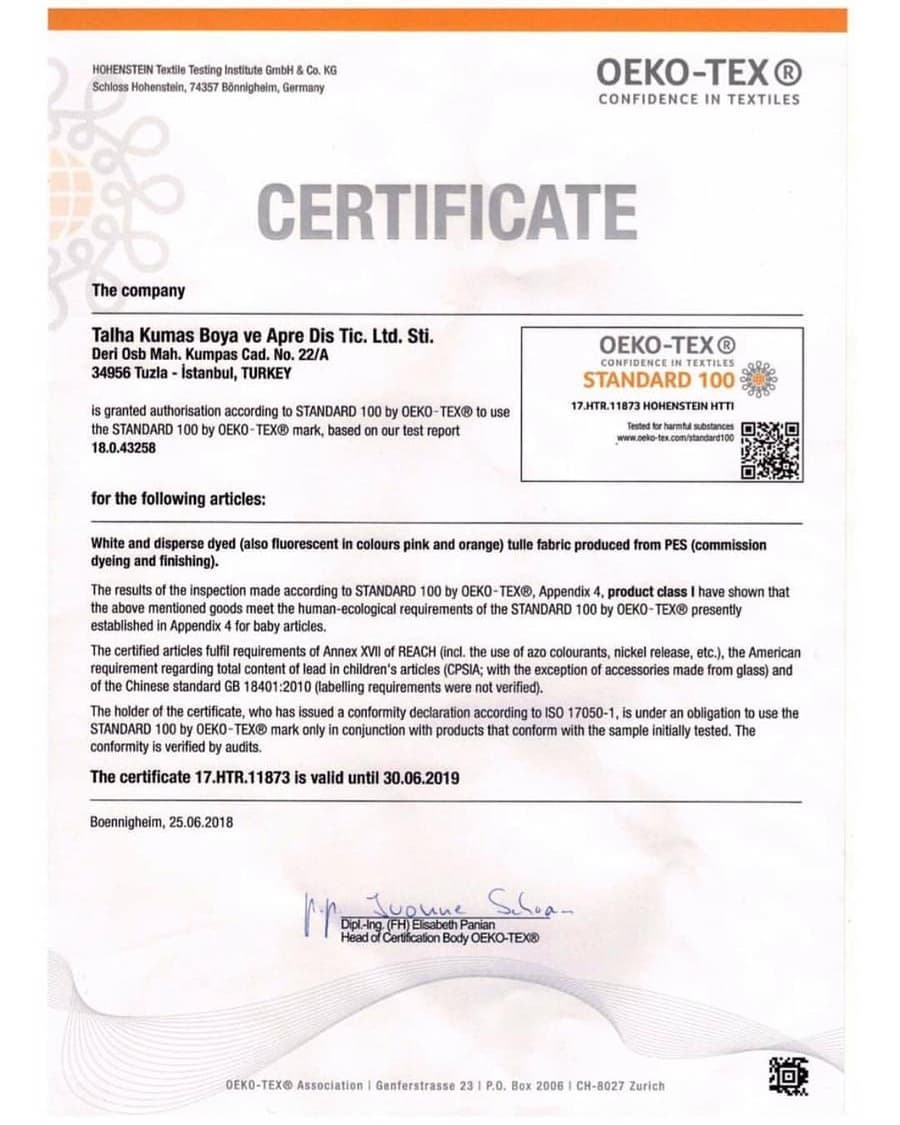 HOHENSTEIN Textile Testing Institute GmbH & Co. KG
Schloss Hohenstein, 74357 Bönnigheim, Germany
OEKO-TEX®
CONFIDENCE IN TEXTILES
CERTIFICATE
The company
Talha Kumas Boya ve Apre Dis Tic. Ltd. Sti.
Deri Osb Mah. Kumpas Cad. No. 22/A
34956 Tuzla - İstanbul, TURKEY
is granted authorisation according to STANDARD 100 by OEKO-TEX® to use
the STANDARD 100 by OEKO-TEX® mark, based on our test report
18.0.43258
OEKO-TEX®
CONFIDENCE IN TEXTILES
STANDARD 100
17.HTR.11873 HOHENSTEIN HTTI
Tested for harmful substances
www.oeko-tex.com/standard100
for the following articles:
White and disperse dyed (also fluorescent in colours pink and orange) tulle fabric produced from PES (commission
dyeing and finishing).
The results of the inspection made according to STANDARD 100 by OEKO-TEX®, Appendix 4, product class I have shown that
the above mentioned goods meet the human-ecological requirements of the STANDARD 100 by OEKO-TEX® presently
established in Appendix 4 for baby articles.
The certified articles fulfil requirements of Annex XVII of REACH (incl. the use of azo colourants, nickel release, etc.), the American
requirement regarding total content of lead in children's articles (CPSIA; with the exception of accessories made from glass) and
of the Chinese standard GB 18401:2010 (labelling requirements were not verified).
The holder of the certificate, who has issued a conformity declaration according to ISO 17050-1, is under an obligation to use the
STANDARD 100 by OEKO-TEX® mark only in conjunction with products that conform with the sample initially tested. The
conformity is verified by audits.
The certificate 17.HTR.11873 is valid until 30.06.2019
Boennigheim, 25.06.2018
p.p. Ivonne
Dipl.-Ing. (FH) Elisabeth Panian
Head of Certification Body OEKO-TEX®
OEKO-TEX® Association | Genferstrasse 23 | P.O. Box 2006 | CH-8027 Zurich